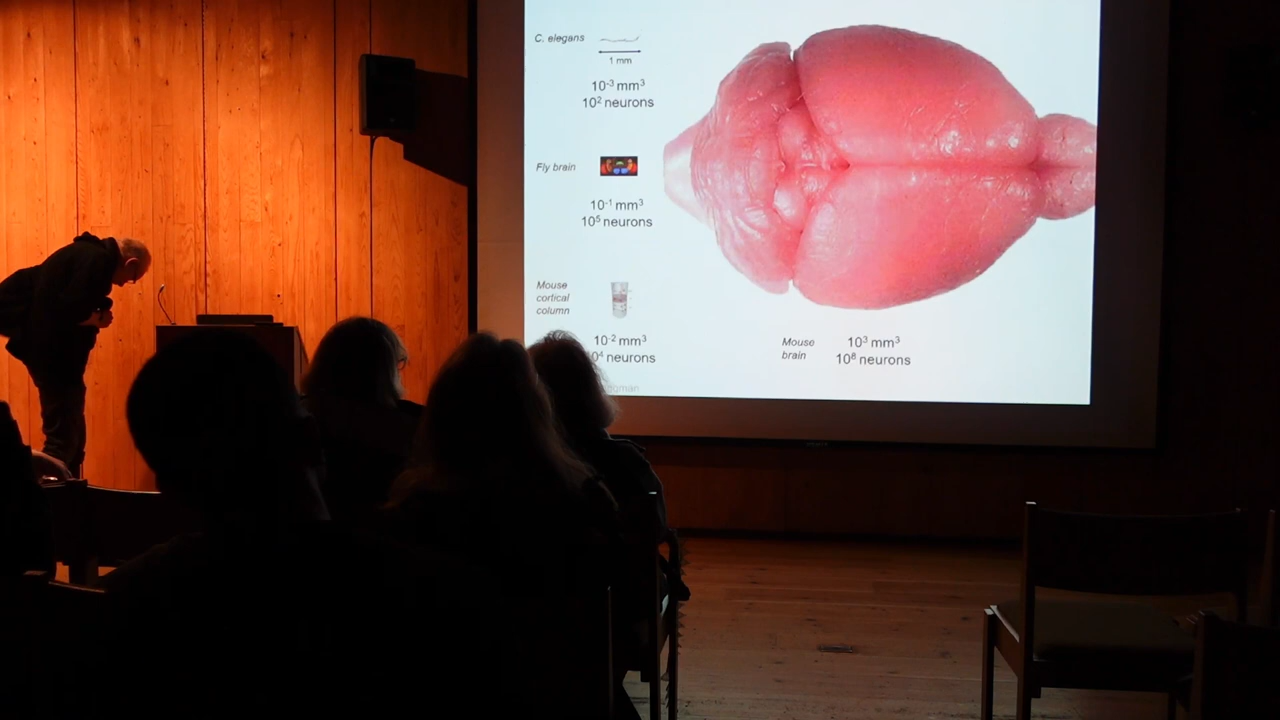 C. elegans
1 mm
10⁻³ mm³
10² neurons
Fly brain
10⁻¹ mm³
10⁵ neurons
Mouse
cortical
column
10⁻² mm³
neurons
Mouse
brain
10³ mm³
10⁸ neurons